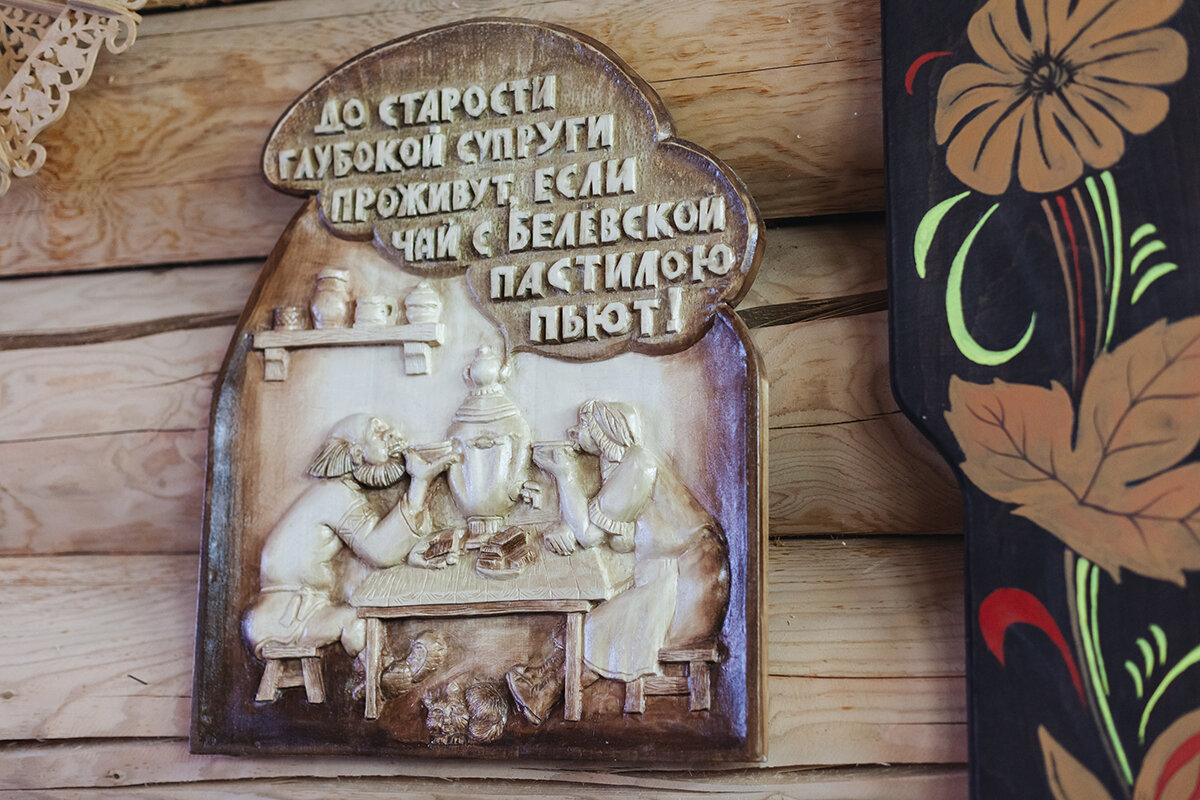 ДО СТАРОСТИ
ГЛУБОКОЙ СУПРУГИ
ПРОЖИВУТ, ЕСЛИ
ЧАЙ С БЕЛЁВСКОЙ
ПАСТИЛОЮ
ПЬЮТ!